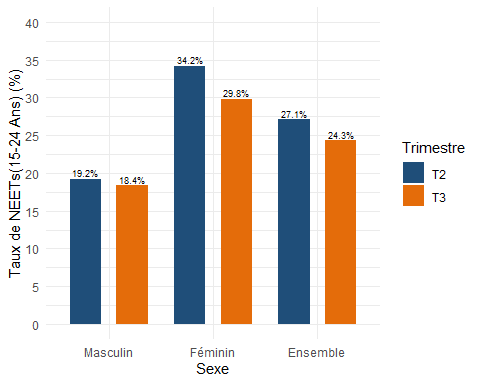 Taux de NEETs(15-24 Ans) (%)
40
35
30
25
20
15
10
5
0
19.2%
18.4%
34.2%
29.8%
27.1%
24.3%
Masculin
Féminin
Ensemble
Sexe
Trimestre
T2
T3